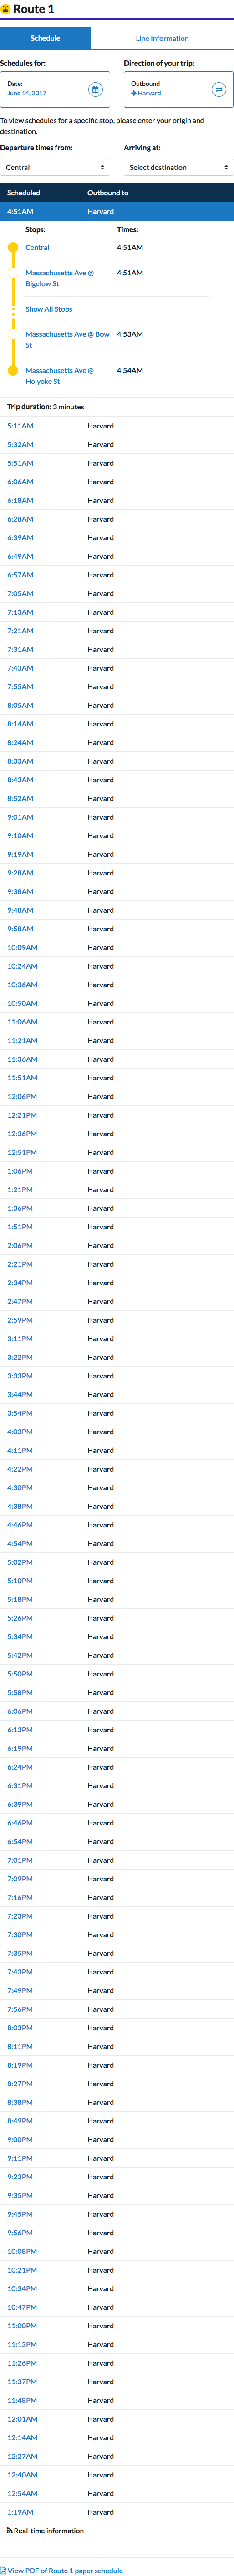 Route 1
Schedule
Line Information
Schedules for:
Direction of your trip:
Date:
June 14, 2017
Outbound
Harvard
To view schedules for a specific stop, please enter your origin and
destination.
Departure times from:
Arriving at:
Central
Select destination
Scheduled Outbound to
4:51AM Harvard
Stops: Times:
Central 4:51AM
Massachusetts Ave @ 4:51AM
Bigelow St
Show All Stops
Massachusetts Ave @ Bow 4:53AM
St
Massachusetts Ave @ 4:54AM
Holyoke St
Trip duration: 3 minutes
5:11AM Harvard
5:32AM Harvard
5:51AM Harvard
6:06AM Harvard
6:18AM Harvard
6:28AM Harvard
6:39AM Harvard
6:49AM Harvard
6:57AM Harvard
7:05AM Harvard
7:13AM Harvard
7:21AM Harvard
7:31AM Harvard
7:43AM Harvard
7:55AM Harvard
8:05AM Harvard
8:14AM Harvard
8:24AM Harvard
8:33AM Harvard
8:43AM Harvard
8:52AM Harvard
9:01AM Harvard
9:10AM Harvard
9:19AM Harvard
9:28AM Harvard
9:38AM Harvard
9:48AM Harvard
9:58AM Harvard
10:09AM Harvard
10:24AM Harvard
10:36AM Harvard
10:50AM Harvard
11:06AM Harvard
11:21AM Harvard
11:36AM Harvard
11:51AM Harvard
12:06PM Harvard
12:21PM Harvard
12:36PM Harvard
12:51PM Harvard
1:06PM Harvard
1:21PM Harvard
1:36PM Harvard
1:51PM Harvard
2:06PM Harvard
2:21PM Harvard
2:34PM Harvard
2:47PM Harvard
2:59PM Harvard
3:11PM Harvard
3:22PM Harvard
3:33PM Harvard
3:44PM Harvard
3:54PM Harvard
4:03PM Harvard
4:11PM Harvard
4:22PM Harvard
4:30PM Harvard
4:38PM Harvard
4:46PM Harvard
4:54PM Harvard
5:02PM Harvard
5:10PM Harvard
5:18PM Harvard
5:26PM Harvard
5:34PM Harvard
5:42PM Harvard
5:50PM Harvard
5:58PM Harvard
6:06PM Harvard
6:13PM Harvard
6:19PM Harvard
6:24PM Harvard
6:31PM Harvard
6:39PM Harvard
6:46PM Harvard
6:54PM Harvard
7:01PM Harvard
7:09PM Harvard
7:16PM Harvard
7:23PM Harvard
7:30PM Harvard
7:35PM Harvard
7:43PM Harvard
7:49PM Harvard
7:56PM Harvard
8:03PM Harvard
8:11PM Harvard
8:19PM Harvard
8:27PM Harvard
8:38PM Harvard
8:49PM Harvard
9:00PM Harvard
9:11PM Harvard
9:23PM Harvard
9:35PM Harvard
9:45PM Harvard
9:56PM Harvard
10:08PM Harvard
10:21PM Harvard
10:34PM Harvard
10:47PM Harvard
11:00PM Harvard
11:13PM Harvard
11:26PM Harvard
11:37PM Harvard
11:48PM Harvard
12:01AM Harvard
12:14AM Harvard
12:27AM Harvard
12:40AM Harvard
12:54AM Harvard
1:19AM Harvard
Real-time information
View PDF of Route 1 paper schedule